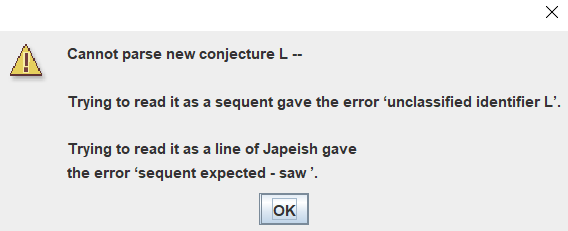 Cannot parse new conjecture L --
Trying to read it as a sequent gave the error ‘unclassified identifier L’.
Trying to read it as a line of Japeish gave
the error ‘sequent expected - saw ’.
OK